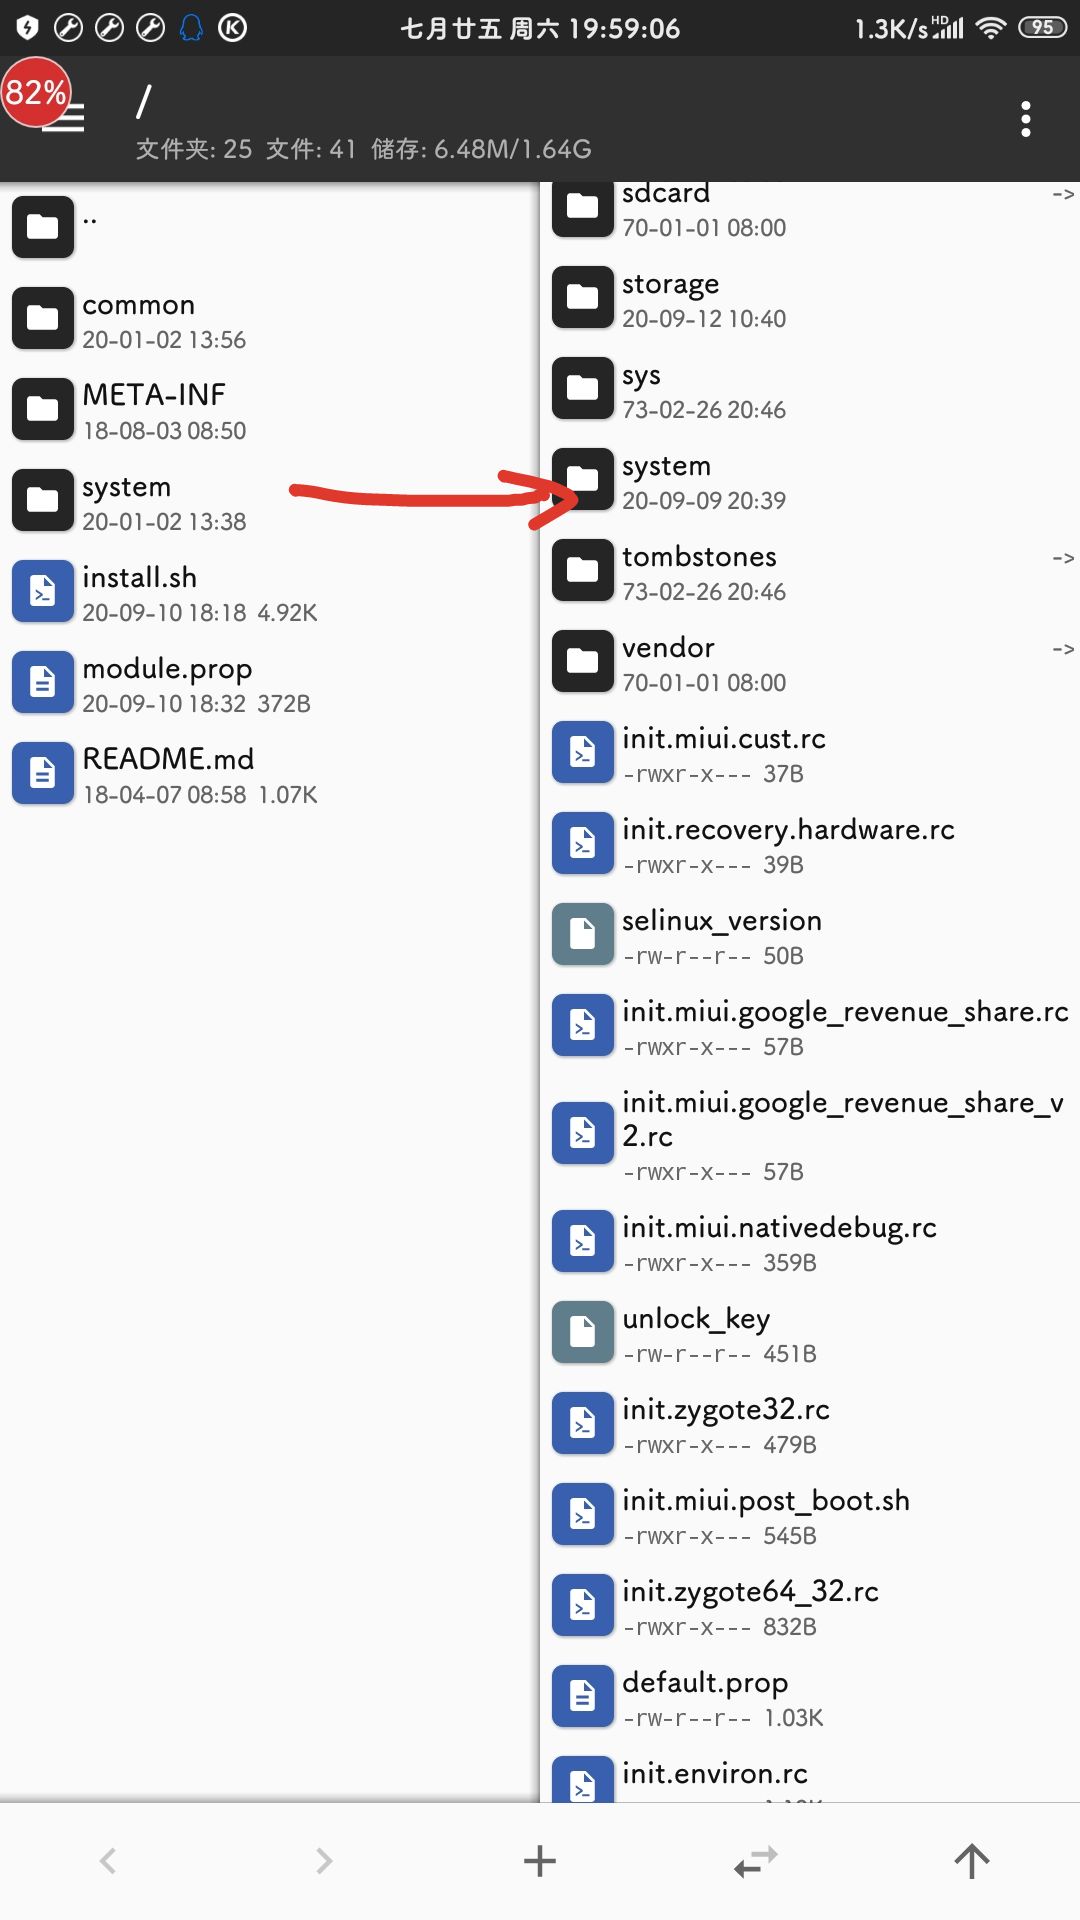 七月廿五 周六 19:59:06
1.3K/s HD 95
82%
/
文件夹: 25 文件: 41 储存: 6.48M/1.64G
..
common
20-01-02 13:56
META-INF
18-08-03 08:50
system
20-01-02 13:38
install.sh
20-09-10 18:18 4.92K
module.prop
20-09-10 18:32 372B
README.md
18-04-07 08:58 1.07K
sdcard ->
70-01-01 08:00
storage
20-09-12 10:40
sys
73-02-26 20:46
system
20-09-09 20:39
tombstones ->
73-02-26 20:46
vendor ->
70-01-01 08:00
init.miui.cust.rc
-rwxr-x--- 37B
init.recovery.hardware.rc
-rwxr-x--- 39B
selinux_version
-rw-r--r-- 50B
init.miui.google_revenue_share.rc
-rwxr-x--- 57B
init.miui.google_revenue_share_v
2.rc
-rwxr-x--- 57B
init.miui.nativedebug.rc
-rwxr-x--- 359B
unlock_key
-rw-r--r-- 451B
init.zygote32.rc
-rwxr-x--- 479B
init.miui.post_boot.sh
-rwxr-x--- 545B
init.zygote64_32.rc
-rwxr-x--- 832B
default.prop
-rw-r--r-- 1.03K
init.environ.rc